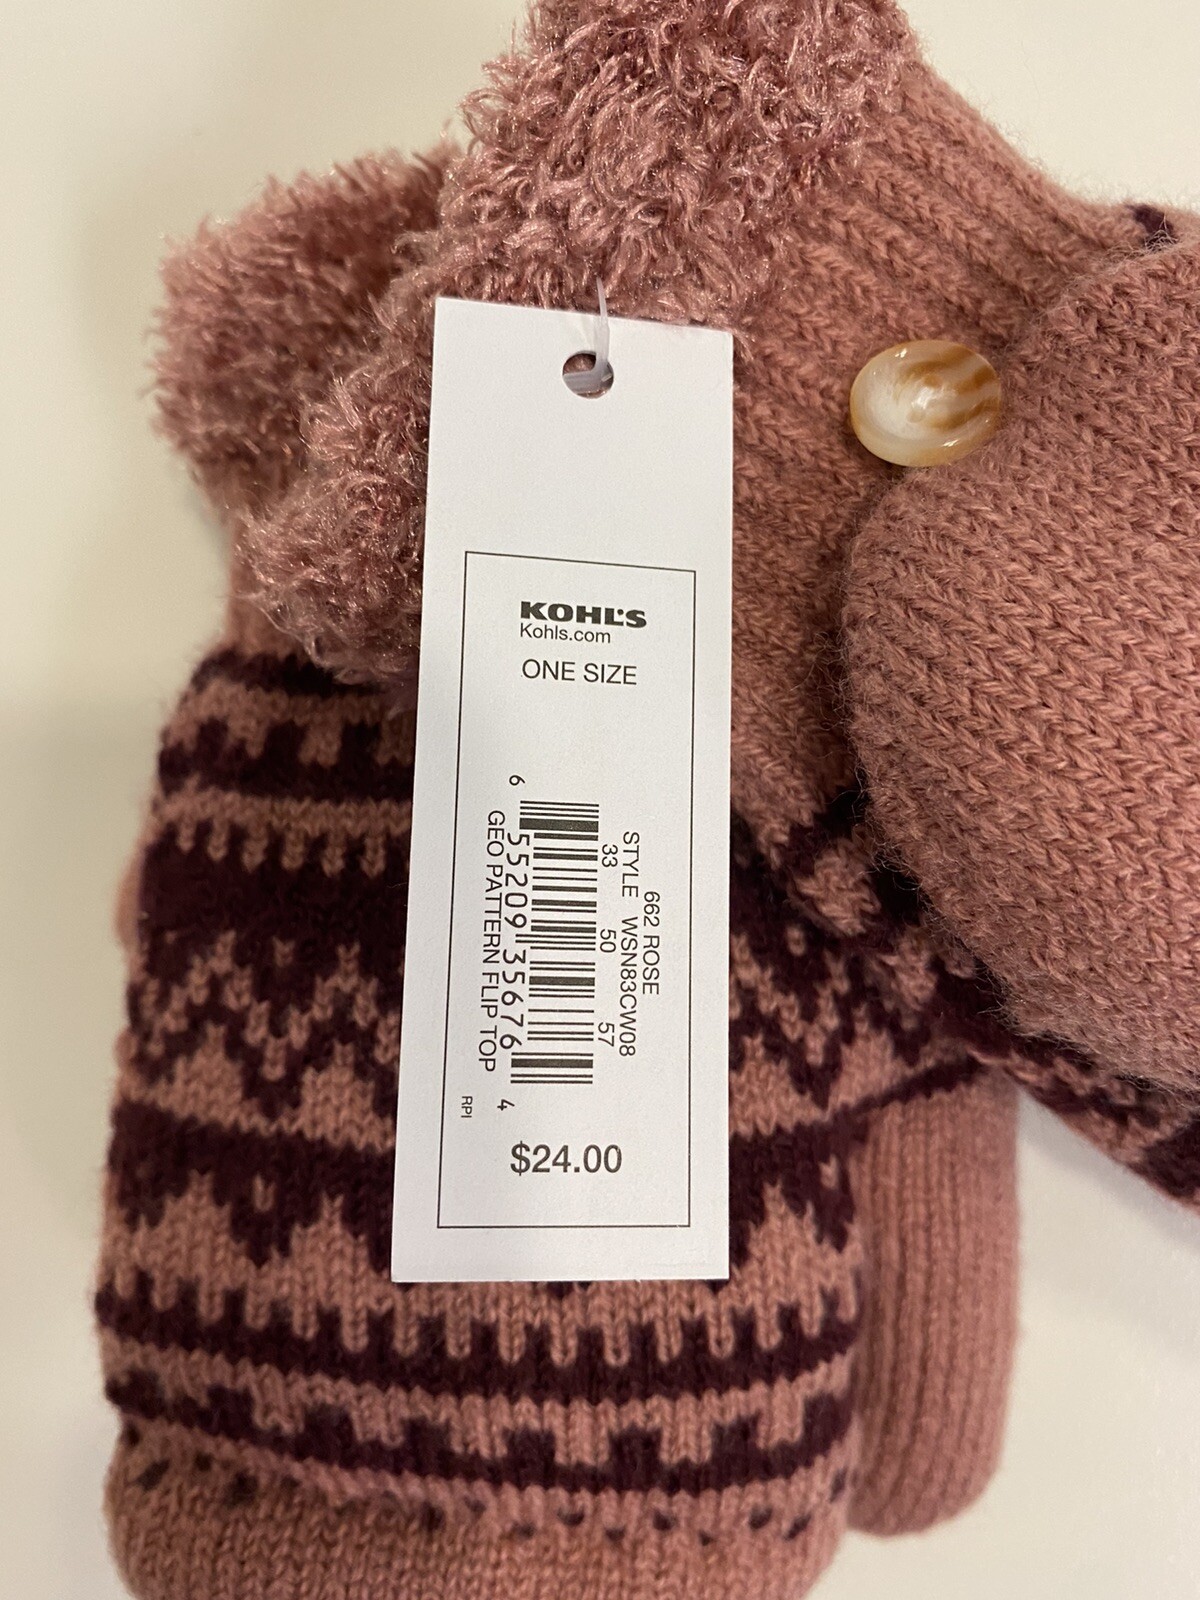 KOHL'S
Kohls.com
ONE SIZE
662 ROSE
STYLE WSN83CW08
33 50 57
6 55209 35676 4
GEO PATTERN FLIP TOP
RPI
$24.00